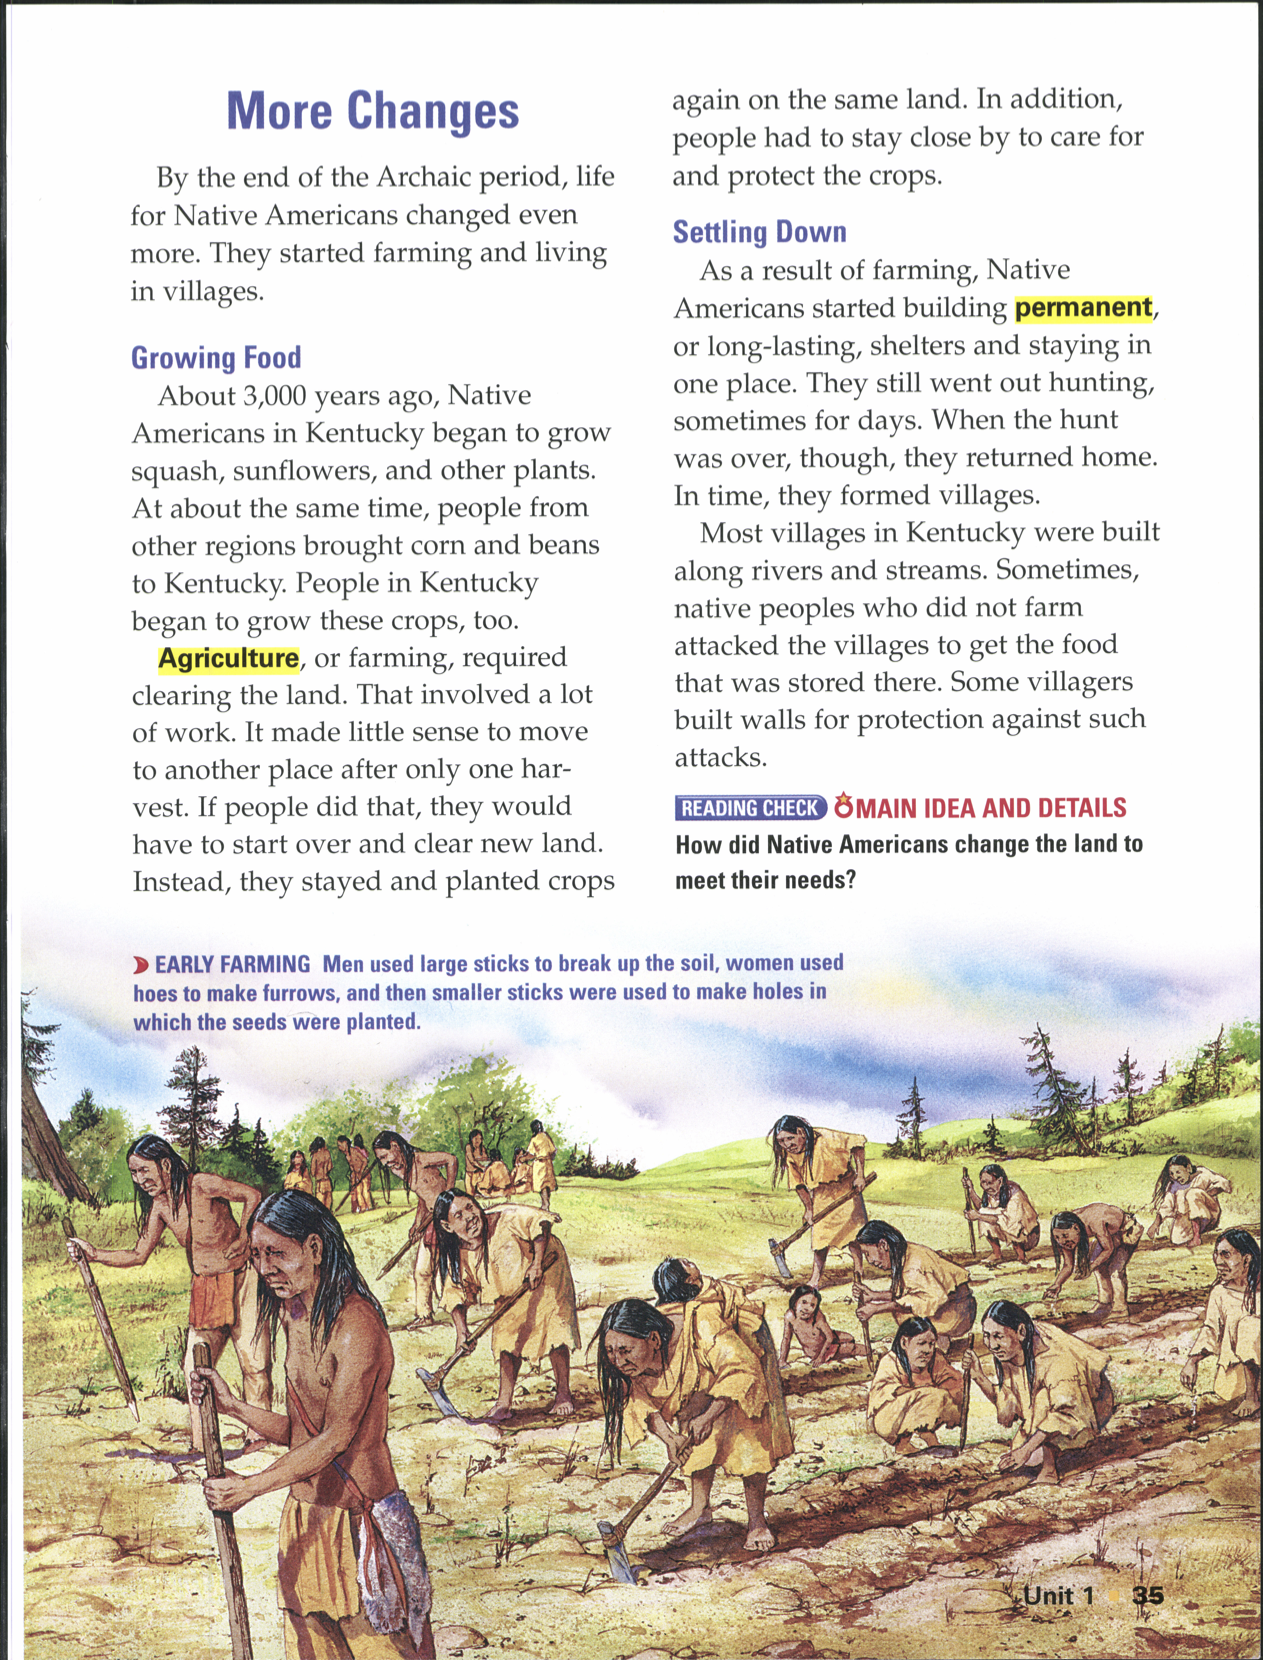 More Changes
By the end of the Archaic period, life
for Native Americans changed even
more. They started farming and living
in villages.
Growing Food
About 3,000 years ago, Native
Americans in Kentucky began to grow
squash, sunflowers, and other plants.
At about the same time, people from
other regions brought corn and beans
to Kentucky. People in Kentucky
began to grow these crops, too.
Agriculture, or farming, required
clearing the land. That involved a lot
of work. It made little sense to move
to another place after only one har-
vest. If people did that, they would
have to start over and clear new land.
Instead, they stayed and planted crops
again on the same land. In addition,
people had to stay close by to care for
and protect the crops.
Settling Down
As a result of farming, Native
Americans started building permanent,
or long-lasting, shelters and staying in
one place. They still went out hunting,
sometimes for days. When the hunt
was over, though, they returned home.
In time, they formed villages.
Most villages in Kentucky were built
along rivers and streams. Sometimes,
native peoples who did not farm
attacked the villages to get the food
that was stored there. Some villagers
built walls for protection against such
attacks.
READING CHECK MAIN IDEA AND DETAILS
How did Native Americans change the land to
meet their needs?
EARLY FARMING Men used large sticks to break up the soil, women used
hoes to make furrows, and then smaller sticks were used to make holes in
which the seeds were planted.
Unit 1 • 35